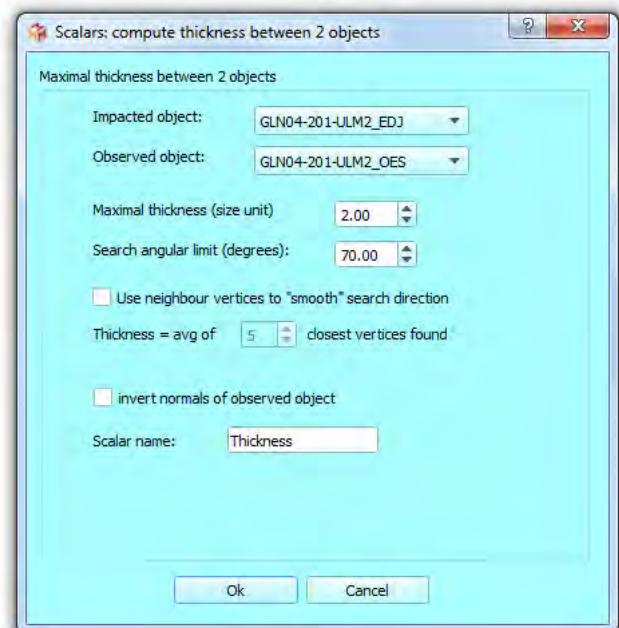 Scalars: compute thickness between 2 objects
Maximal thickness between 2 objects
Impacted object: GLN04-201-ULM2_EDJ
Observed object: GLN04-201-ULM2_OES
Maximal thickness (size unit) 2.00
Search angular limit (degrees): 70.00
Use neighbour vertices to "smooth" search direction
Thickness = avg of 5 closest vertices found
invert normals of observed object
Scalar name: Thickness
Ok Cancel